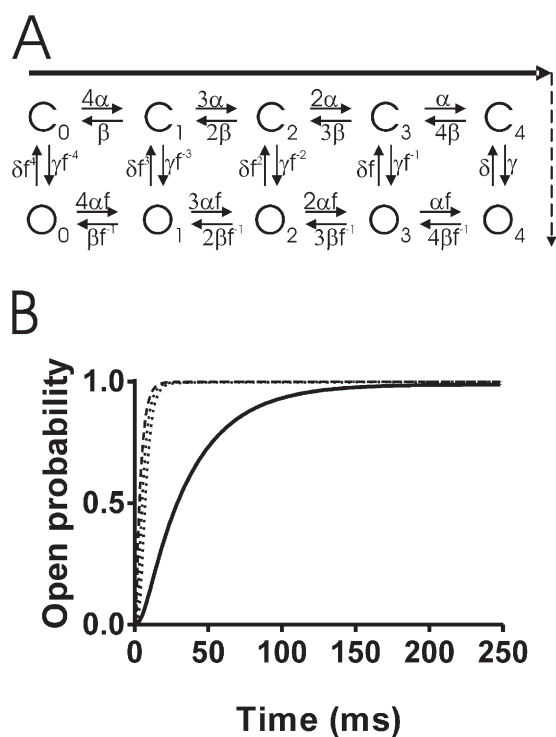 A
4α 3α 2α α
C0 C1 C2 C3 C4
β 2β 3β 4β
δf⁴ γf⁻⁴ δf³ γf⁻³ δf² γf⁻² δf γf⁻¹ δ γ
4αf 3αf 2αf αf
O0 O1 O2 O3 O4
βf⁻¹ 2βf⁻¹ 3βf⁻¹ 4βf⁻¹
B
Open probability
1.0
0.5
0.0
0 50 100 150 200 250
Time (ms)